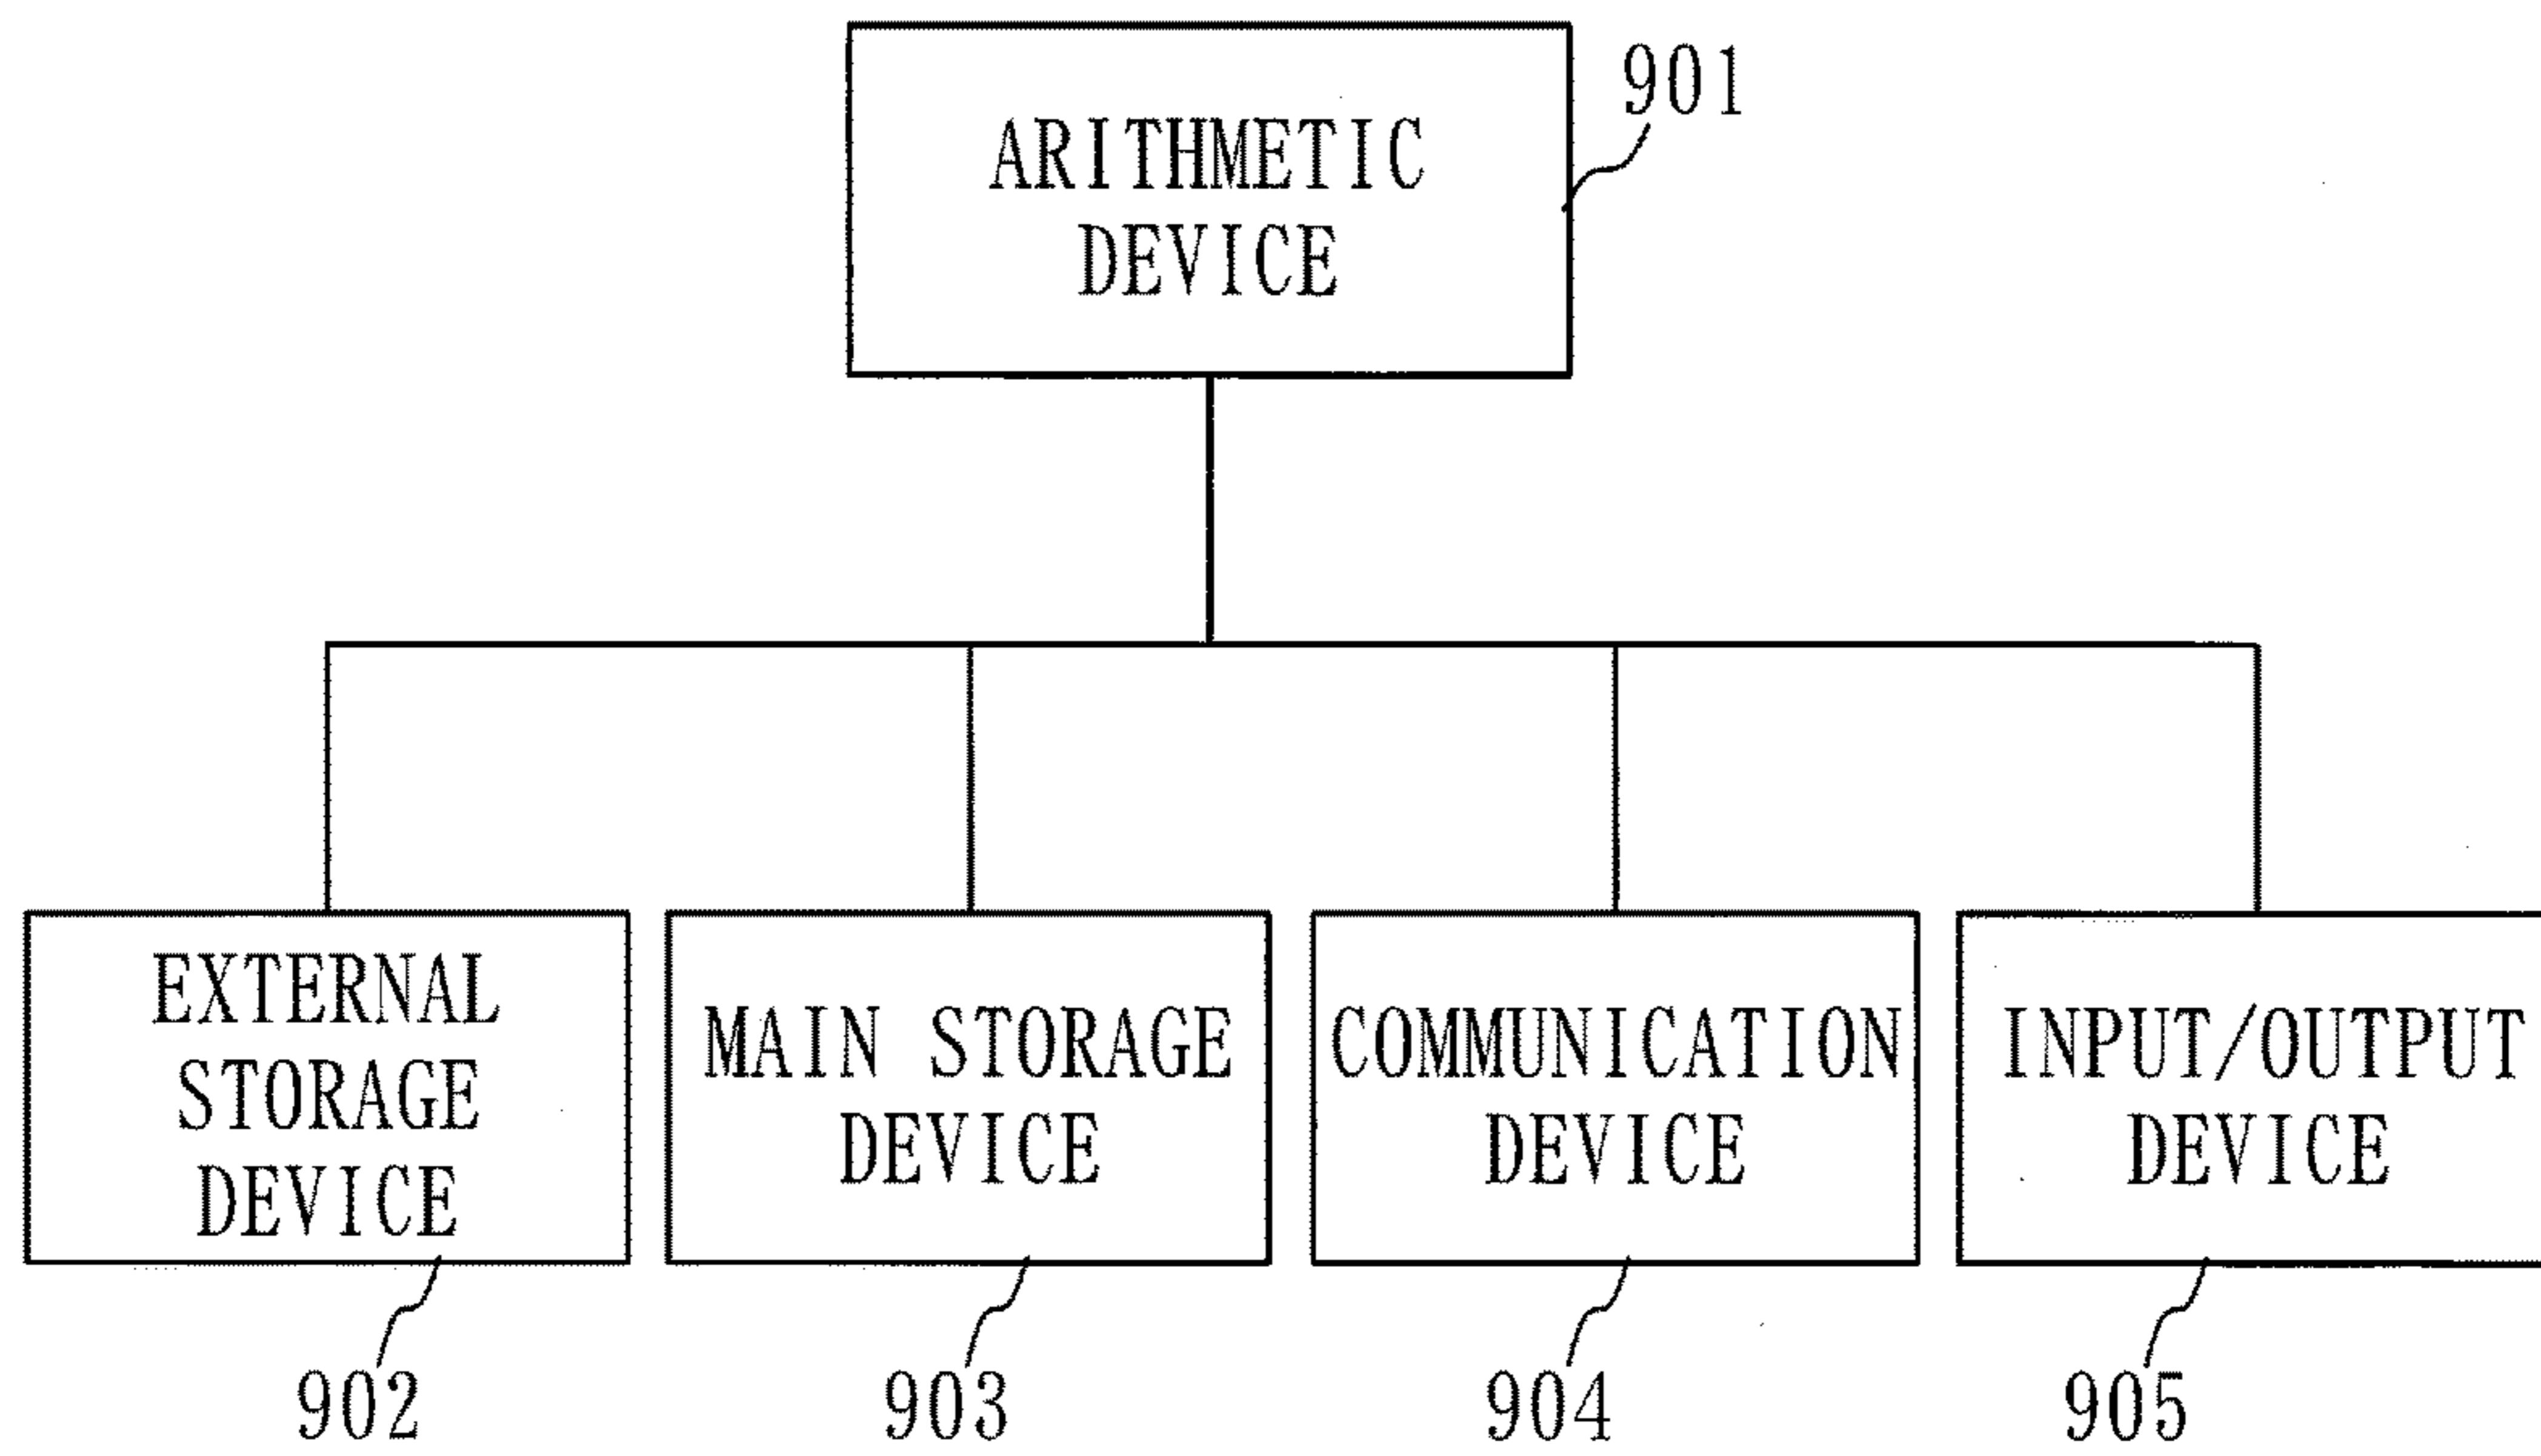 901
ARITHMETIC
DEVICE
EXTERNAL
STORAGE
DEVICE
MAIN STORAGE
DEVICE
COMMUNICATION
DEVICE
INPUT/OUTPUT
DEVICE
902
903
904
905